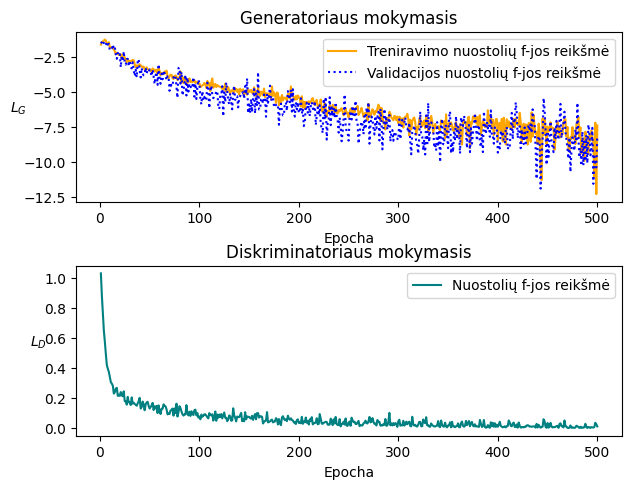 Generatoriaus mokymasis
Treniravimo nuostolių f-jos reikšmė
Validacijos nuostolių f-jos reikšmė
−2.5
−5.0
−7.5
−10.0
−12.5
L_G
0 100 200 300 400 500
Epocha
Diskriminatoriaus mokymasis
Nuostolių f-jos reikšmė
1.0
0.8
0.6
0.4
0.2
0.0
L_D
0 100 200 300 400 500
Epocha